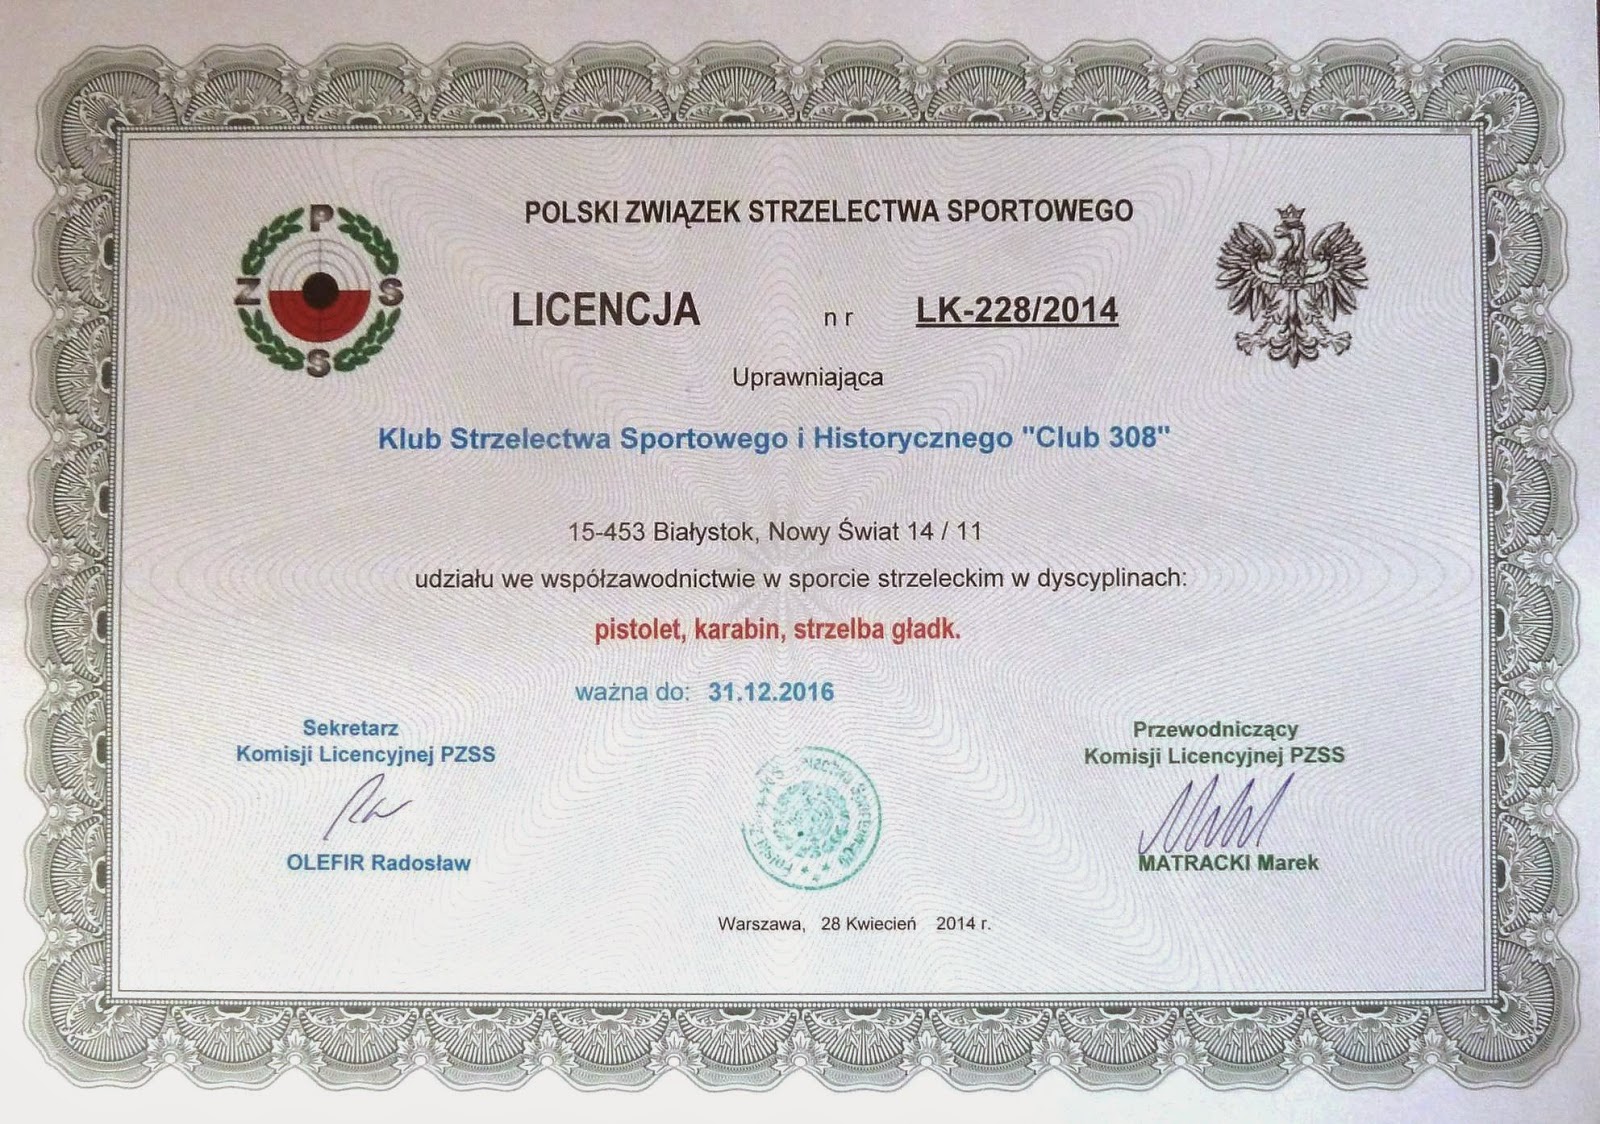 POLSKI ZWIĄZEK STRZELECTWA SPORTOWEGO
P
Z S
S
LICENCJA nr LK-228/2014
Uprawniająca
Klub Strzelectwa Sportowego i Historycznego "Club 308"
15-453 Białystok, Nowy Świat 14 / 11
udziału we współzawodnictwie w sporcie strzeleckim w dyscyplinach:
pistolet, karabin, strzelba gładk.
ważna do: 31.12.2016
Sekretarz
Komisji Licencyjnej PZSS
OLEFIR Radosław
Przewodniczący
Komisji Licencyjnej PZSS
MATRACKI Marek
Warszawa, 28 Kwiecień 2014 r.